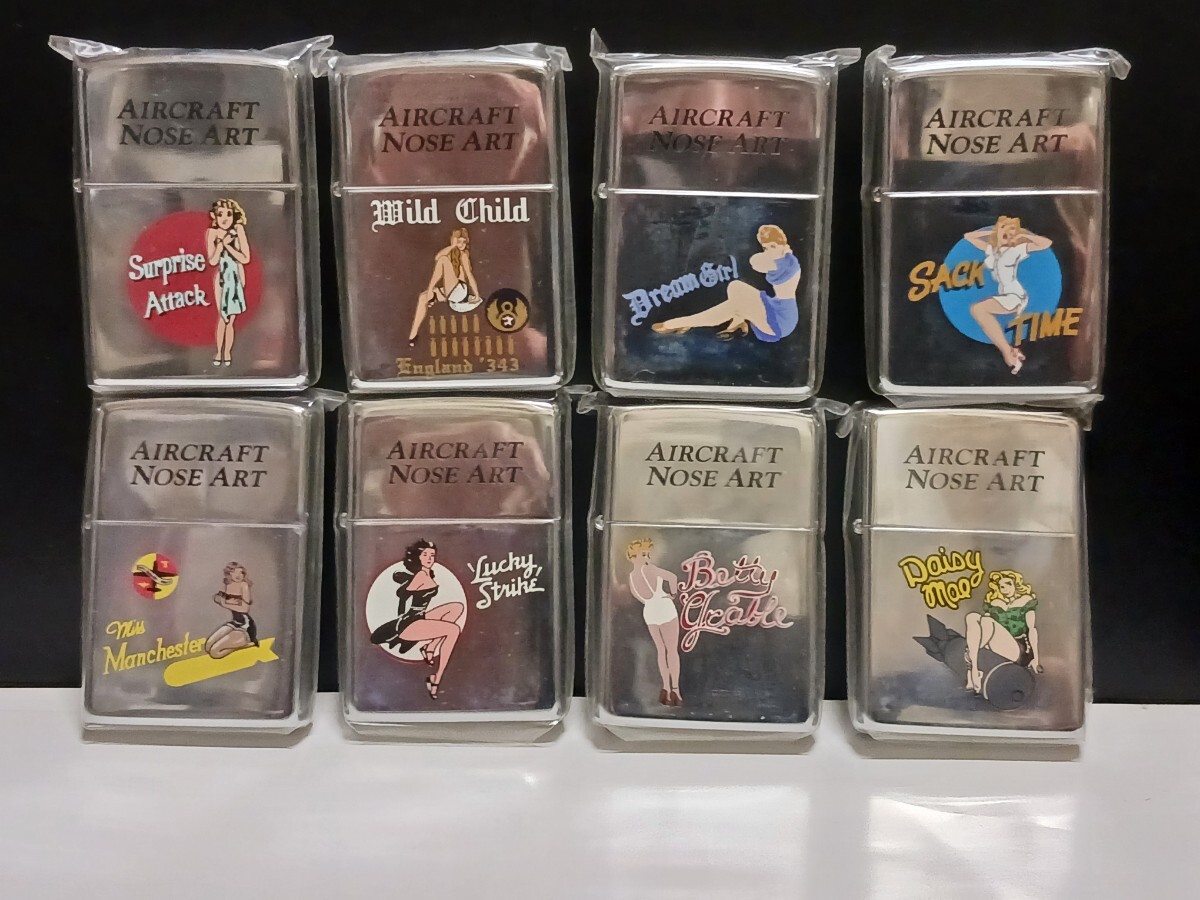 AIRCRAFT
NOSE ART
Surprise
Attack
AIRCRAFT
NOSE ART
Wild Child
8
England '343
AIRCRAFT
NOSE ART
Dream Girl
AIRCRAFT
NOSE ART
SACK
TIME
AIRCRAFT
NOSE ART
Miss
Manchester
AIRCRAFT
NOSE ART
'Lucky
Strike'
AIRCRAFT
NOSE ART
Betty
Grable
AIRCRAFT
NOSE ART
Daisy
Mae